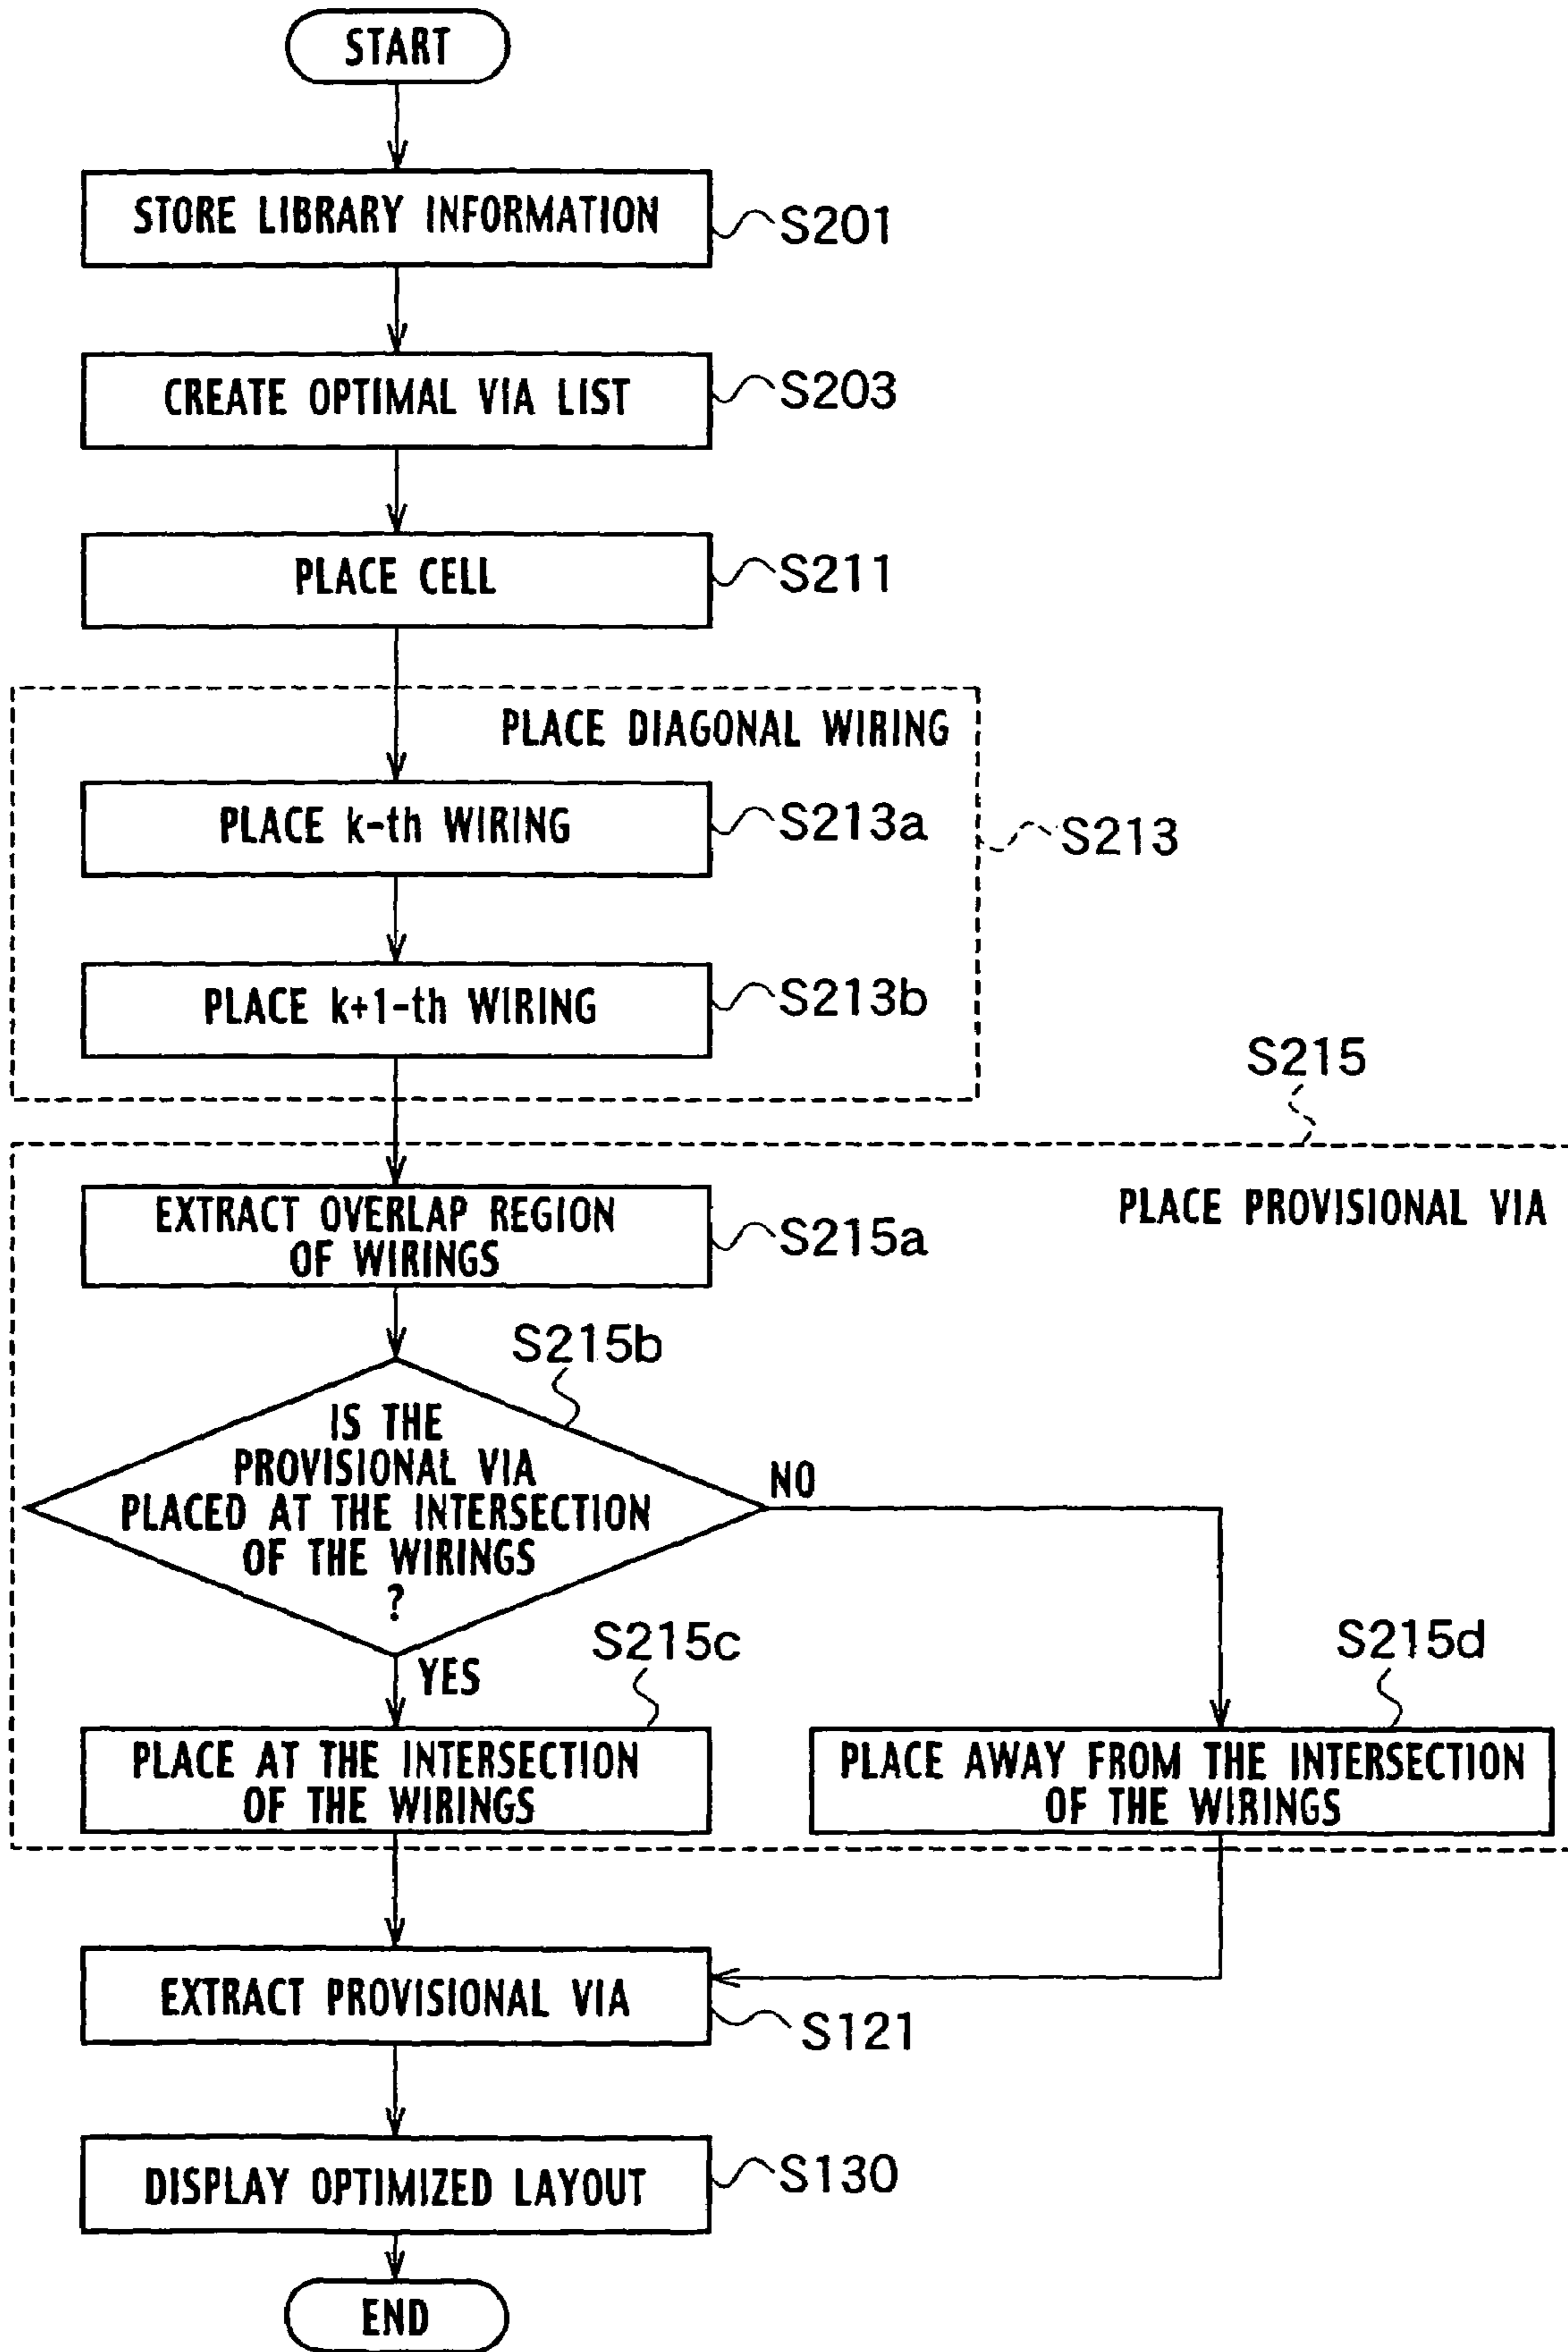 START
STORE LIBRARY INFORMATION
S201
CREATE OPTIMAL VIA LIST
S203
PLACE CELL
S211
PLACE DIAGONAL WIRING
PLACE k-th WIRING
S213a
S213
PLACE k+1-th WIRING
S213b
S215
PLACE PROVISIONAL VIA
EXTRACT OVERLAP REGION
OF WIRINGS
S215a
S215b
IS THE
PROVISIONAL VIA
PLACED AT THE INTERSECTION
OF THE WIRINGS
?
NO
YES
S215c
S215d
PLACE AT THE INTERSECTION
OF THE WIRINGS
PLACE AWAY FROM THE INTERSECTION
OF THE WIRINGS
EXTRACT PROVISIONAL VIA
S121
DISPLAY OPTIMIZED LAYOUT
S130
END